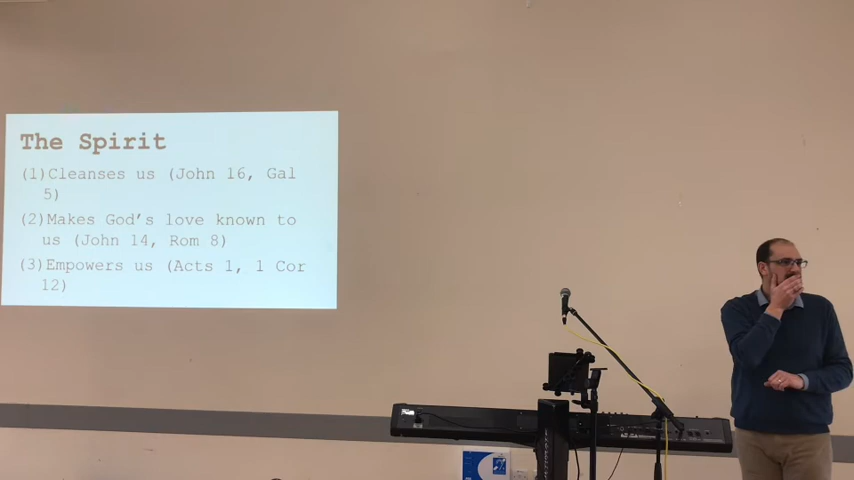 The Spirit
(1)Cleanses us (John 16, Gal
5)
(2)Makes God's love known to
us (John 14, Rom 8)
(3)Empowers us (Acts 1, 1 Cor
12)